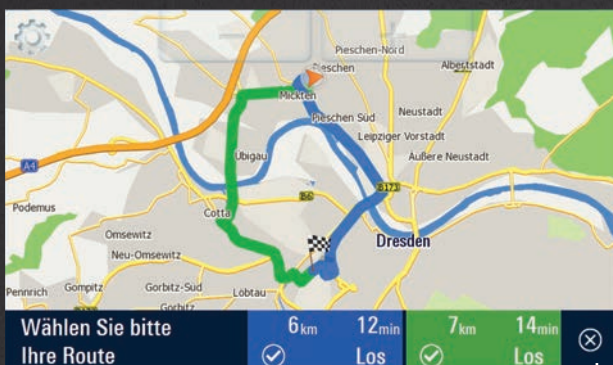 Pieschen-Nord
Pieschen
Albertstadt
Mickten
Pieschen Süd
Neustadt
Leipziger Vorstadt
Übigau
Äußere Neustadt
A4
B6
B173
Podemus
Cotta
Dresden
Omsewitz
Neu-Omsewitz
Pennrich
Gompitz
Gorbitz-Süd
Löbtau
Gorbitz
Wählen Sie bitte
Ihre Route
6km 12min
Los
7km 14min
Los